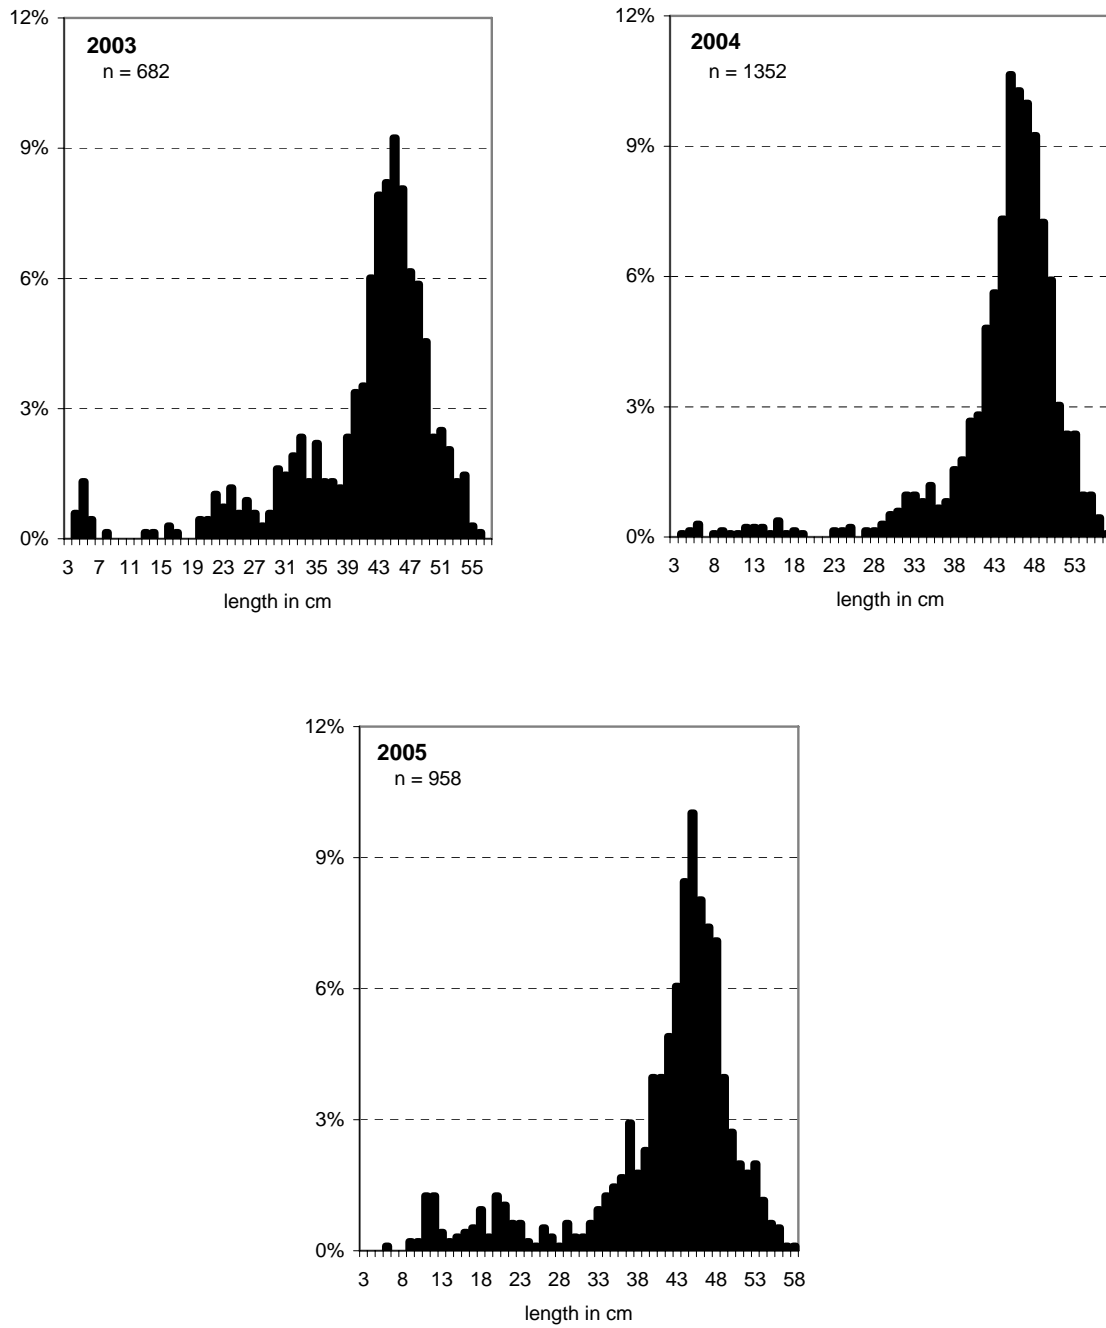 12%
2003
n = 682
9%
6%
3%
0%
3 7 11 15 19 23 27 31 35 39 43 47 51 55
length in cm
12%
2004
n = 1352
9%
6%
3%
0%
3 8 13 18 28 33 38 43 48 53
length in cm
12%
2005
n = 958
9%
6%
3%
0%
3 8 13 18 23 28 33 38 43 48 53 58
length in cm